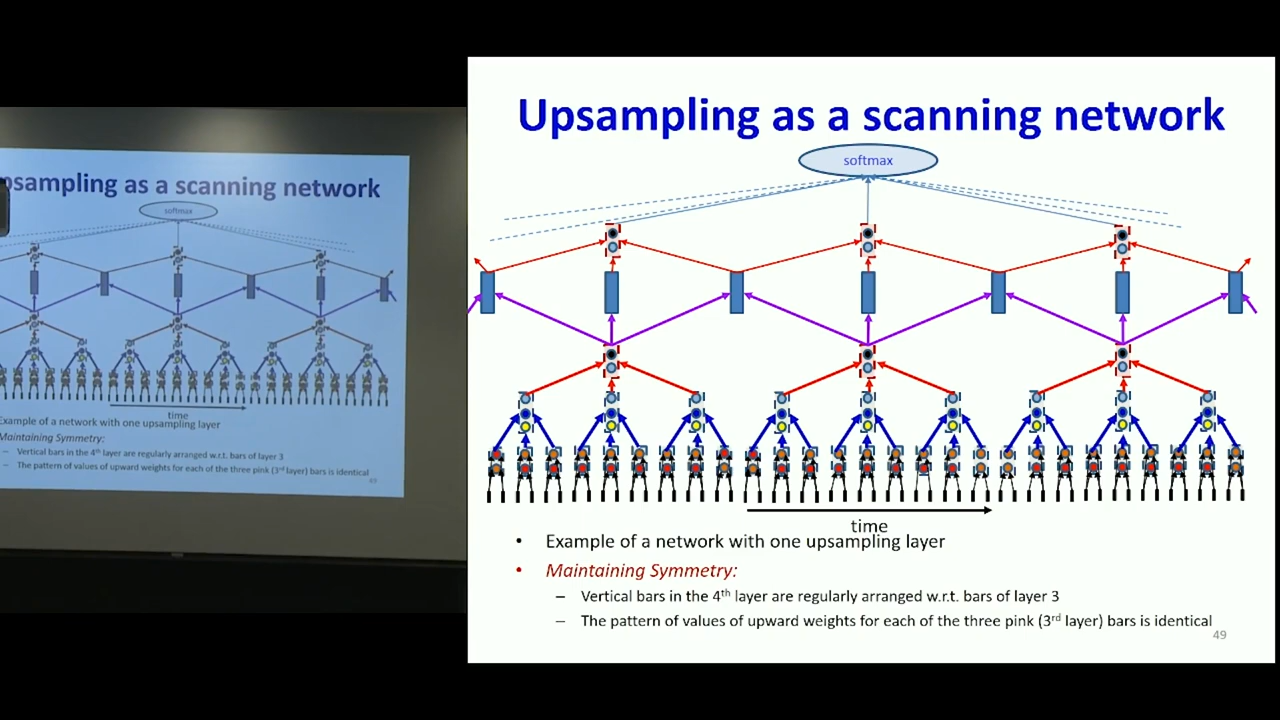 Upsampling as a scanning network
softmax
time
• Example of a network with one upsampling layer
• Maintaining Symmetry:
– Vertical bars in the 4th layer are regularly arranged w.r.t. bars of layer 3
– The pattern of values of upward weights for each of the three pink (3rd layer) bars is identical
49
psampling as a scanning network
softmax
time
Example of a network with one upsampling layer
Maintaining Symmetry:
– Vertical bars in the 4th layer are regularly arranged w.r.t. bars of layer 3
– The pattern of values of upward weights for each of the three pink (3rd layer) bars is identical
49